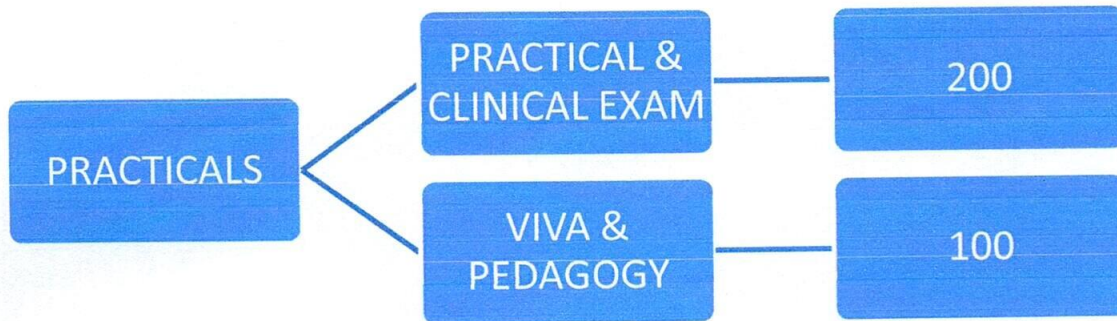 PRACTICALS
PRACTICAL &
CLINICAL EXAM
200
VIVA &
PEDAGOGY
100